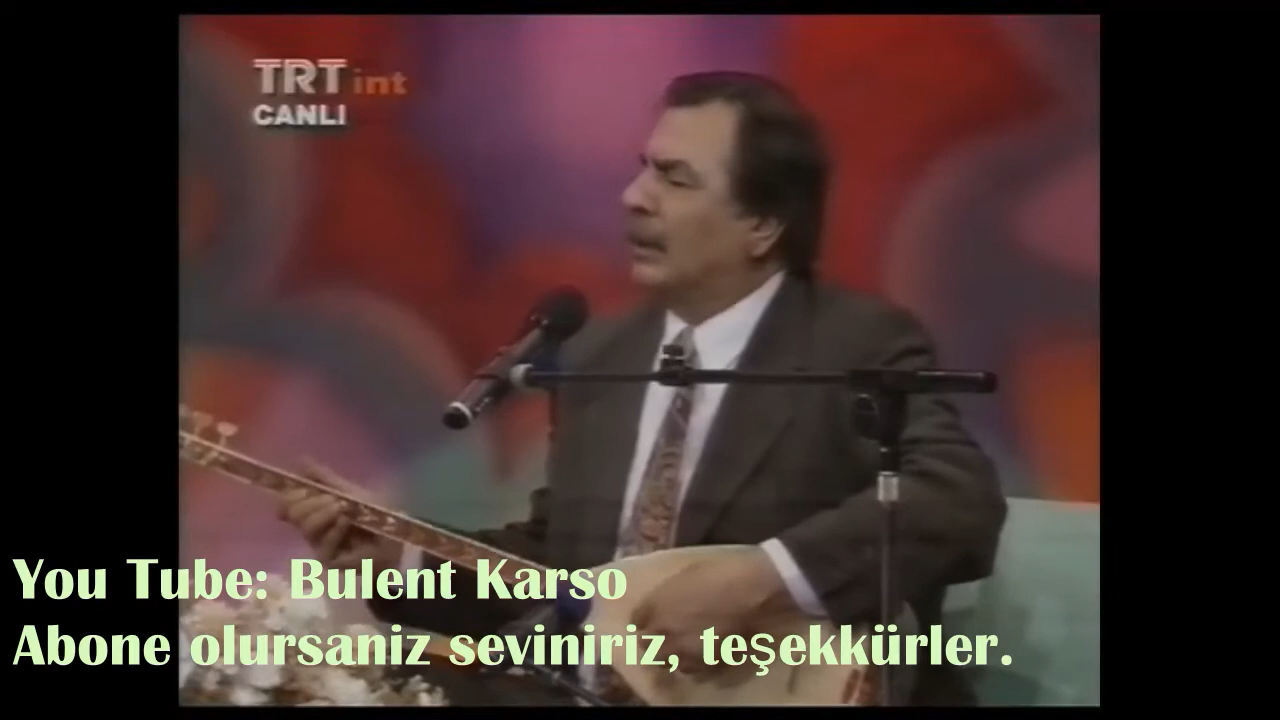 TRT int
CANLI
You Tube: Bulent Karso
Abone olursaniz seviniriz, teşekkürler.